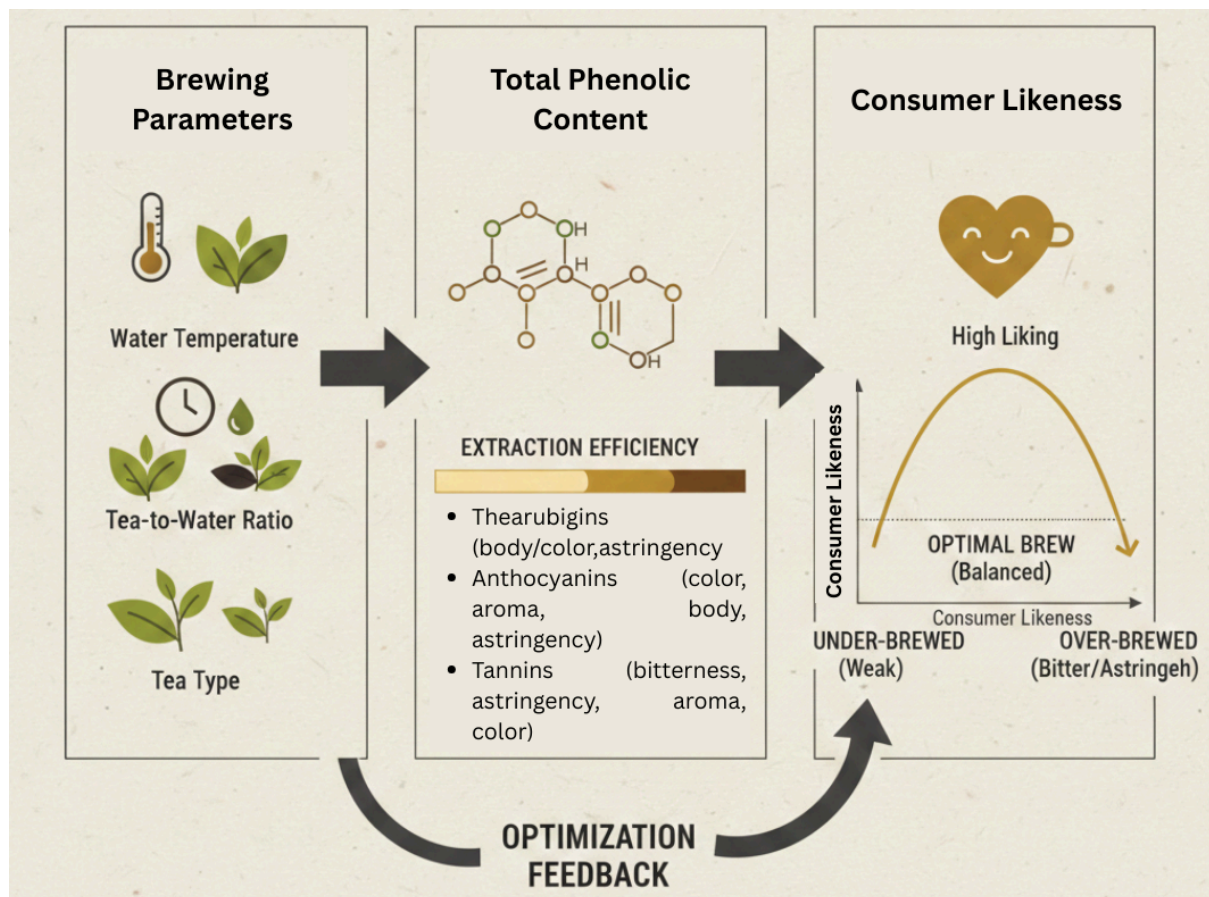 Brewing
Parameters
Water Temperature
Tea-to-Water Ratio
Tea Type
Total Phenolic
Content
H
H
H
EXTRACTION EFFICIENCY
• Thearubigins
(body/color,astringency
• Anthocyanins (color,
aroma, body,
astringency)
• Tannins (bitterness,
astringency, aroma,
color)
Consumer Likeness
High Liking
Consumer Likeness
OPTIMAL BREW
(Balanced)
Consumer Likeness
UNDER-BREWED
(Weak)
OVER-BREWED
(Bitter/Astringeh)
OPTIMIZATION
FEEDBACK